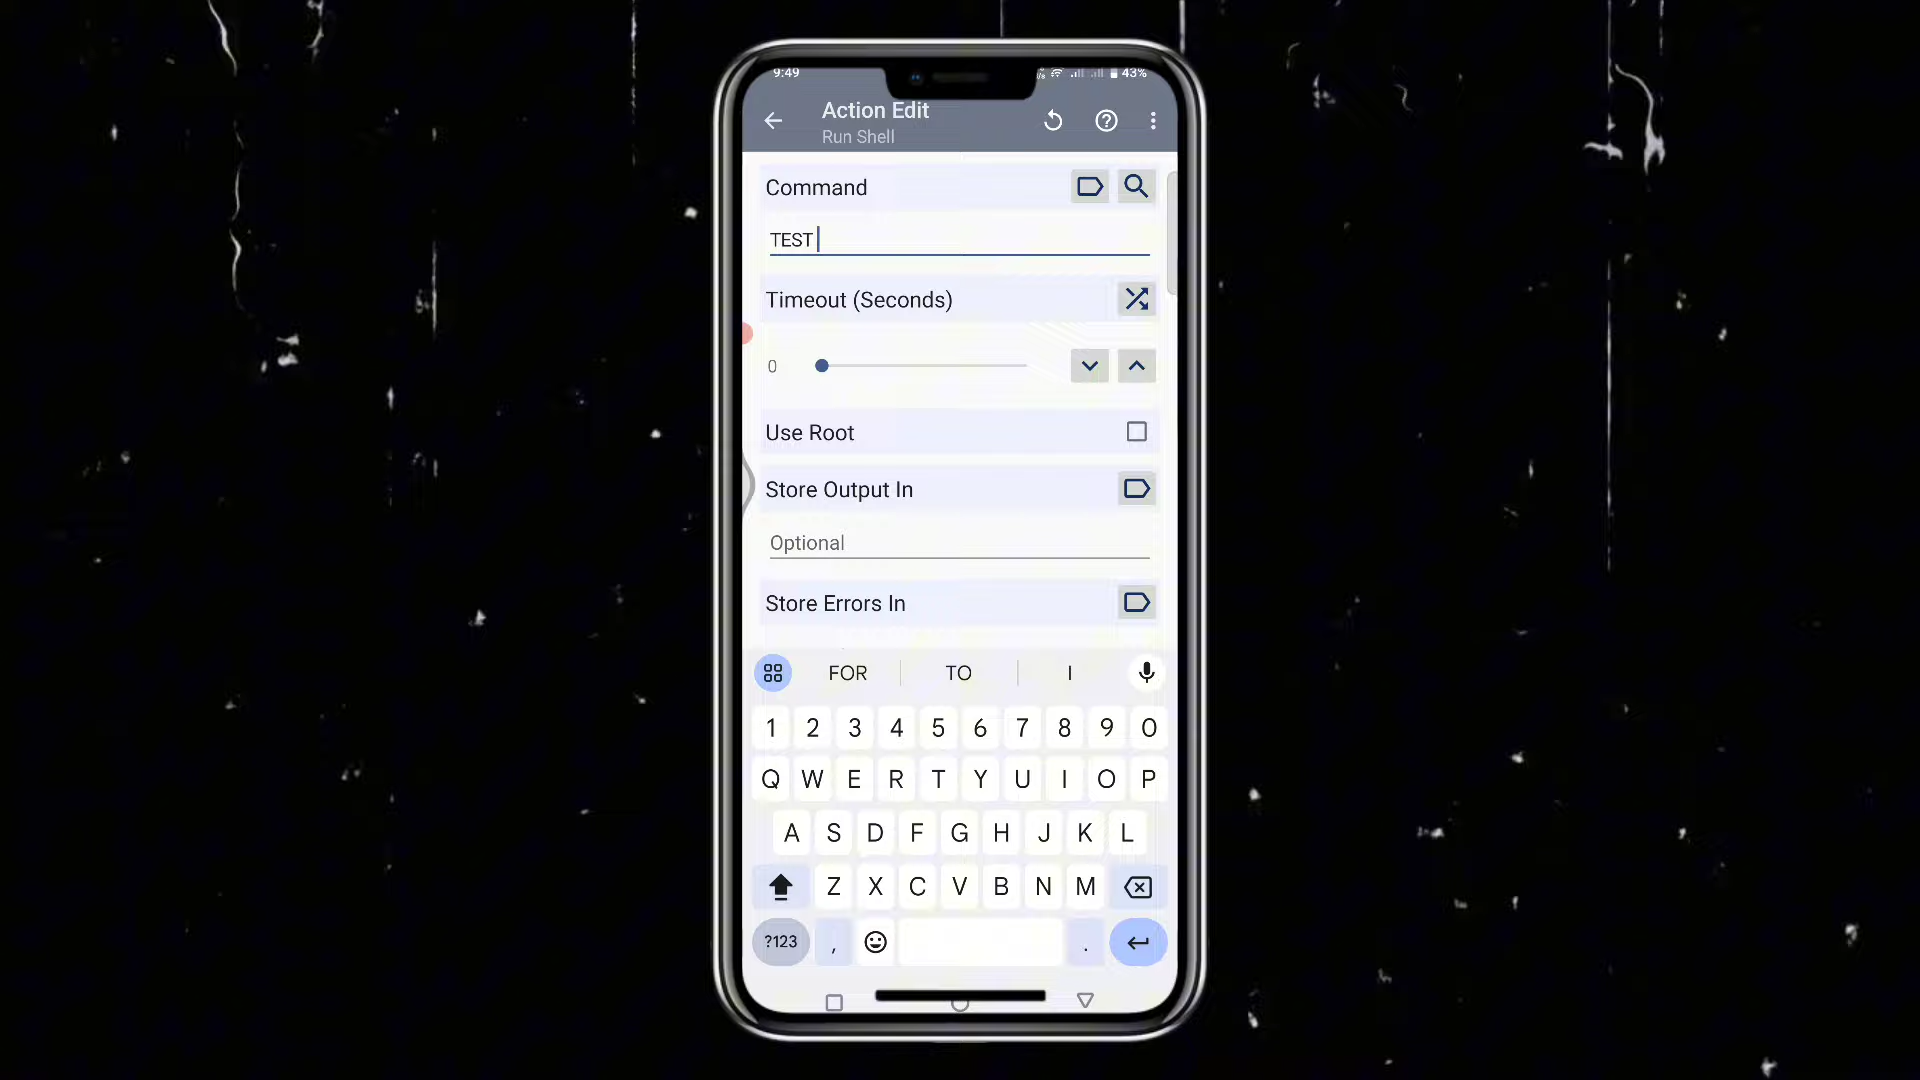 9:49
43%
Action Edit
Run Shell
Command
TEST
Timeout (Seconds)
0
Use Root
Store Output In
Optional
Store Errors In
FOR TO I
1 2 3 4 5 6 7 8 9 0
Q W E R T Y U I O P
A S D F G H J K L
Z X C V B N M
?123 , .